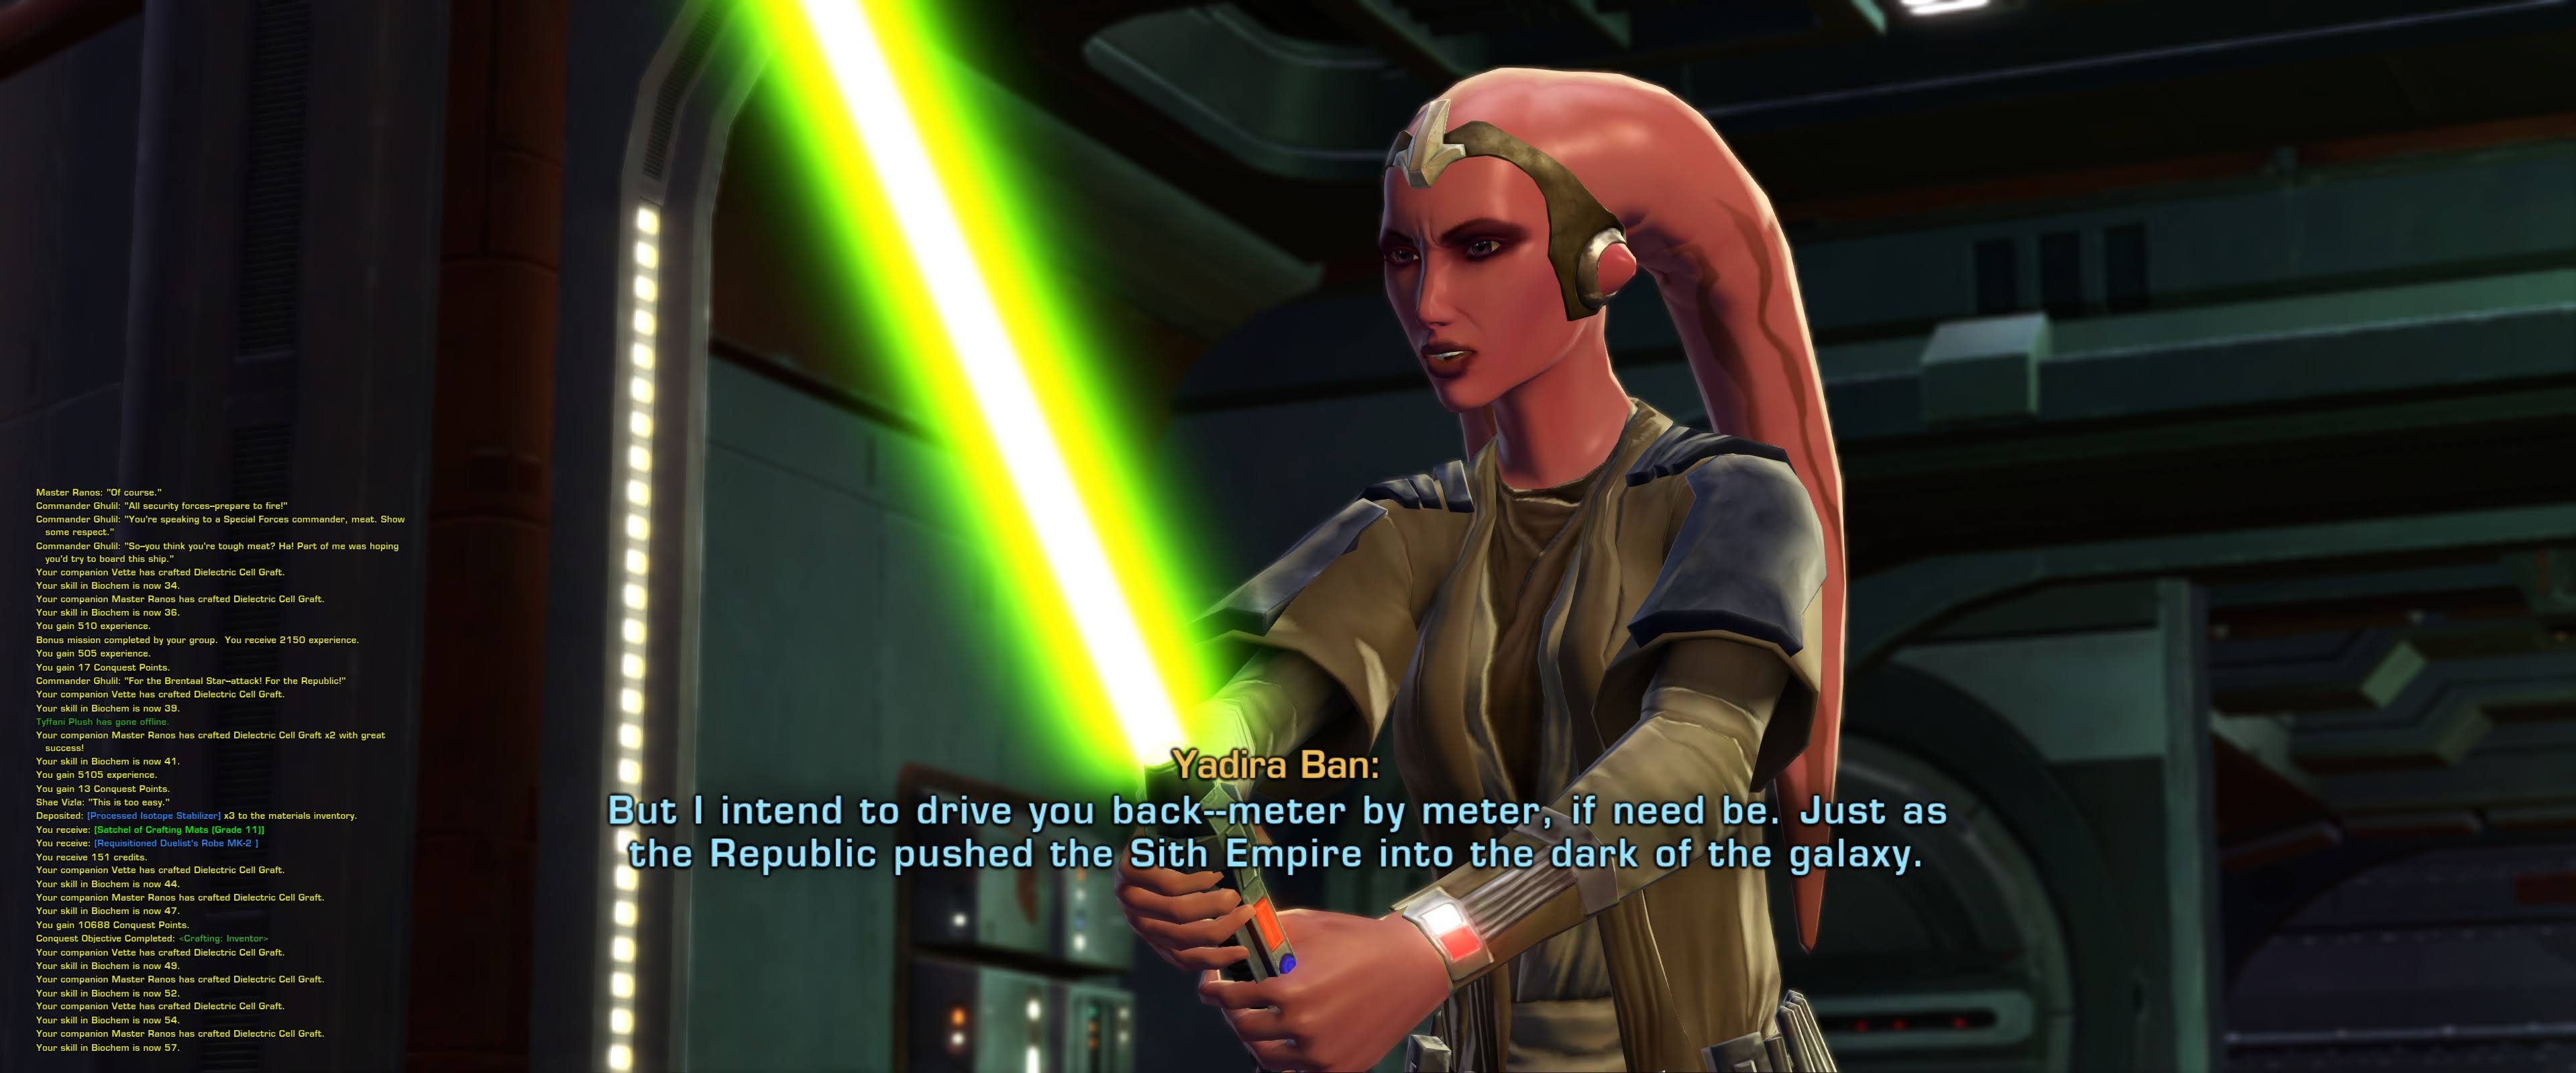 Master Ranos: "Of course."
Commander Ghulil: "All security forces--prepare to fire!"
Commander Ghulil: "You're speaking to a Special Forces commander, meat. Show
some respect."
Commander Ghulil: "So--you think you're tough meat? Ha! Part of me was hoping
you'd try to board this ship."
Your companion Vette has crafted Dielectric Cell Graft.
Your skill in Biochem is now 34.
Your companion Master Ranos has crafted Dielectric Cell Graft.
Your skill in Biochem is now 36.
You gain 510 experience.
Bonus mission completed by your group.  You receive 2150 experience.
You gain 505 experience.
You gain 17 Conquest Points.
Commander Ghulil: "For the Brentaal Star--attack! For the Republic!"
Your companion Vette has crafted Dielectric Cell Graft.
Your skill in Biochem is now 39.
Tyffani Plush has gone offline.
Your companion Master Ranos has crafted Dielectric Cell Graft x2 with great
success!
Your skill in Biochem is now 41.
You gain 5105 experience.
You gain 13 Conquest Points.
Shae Vizla: "This is too easy."
Deposited: [Processed Isotope Stabilizer] x3 to the materials inventory.
You receive: [Satchel of Crafting Mats (Grade 11)]
You receive: [Requisitioned Duelist's Robe MK-2 ]
You receive 151 credits.
Your companion Vette has crafted Dielectric Cell Graft.
Your skill in Biochem is now 44.
Your companion Master Ranos has crafted Dielectric Cell Graft.
Your skill in Biochem is now 47.
You gain 10688 Conquest Points.
Conquest Objective Completed: <Crafting: Inventor>
Your companion Vette has crafted Dielectric Cell Graft.
Your skill in Biochem is now 49.
Your companion Master Ranos has crafted Dielectric Cell Graft.
Your skill in Biochem is now 52.
Your companion Vette has crafted Dielectric Cell Graft.
Your skill in Biochem is now 54.
Your companion Master Ranos has crafted Dielectric Cell Graft.
Your skill in Biochem is now 57.
Yadira Ban:
But I intend to drive you back--meter by meter, if need be. Just as
the Republic pushed the Sith Empire into the dark of the galaxy.